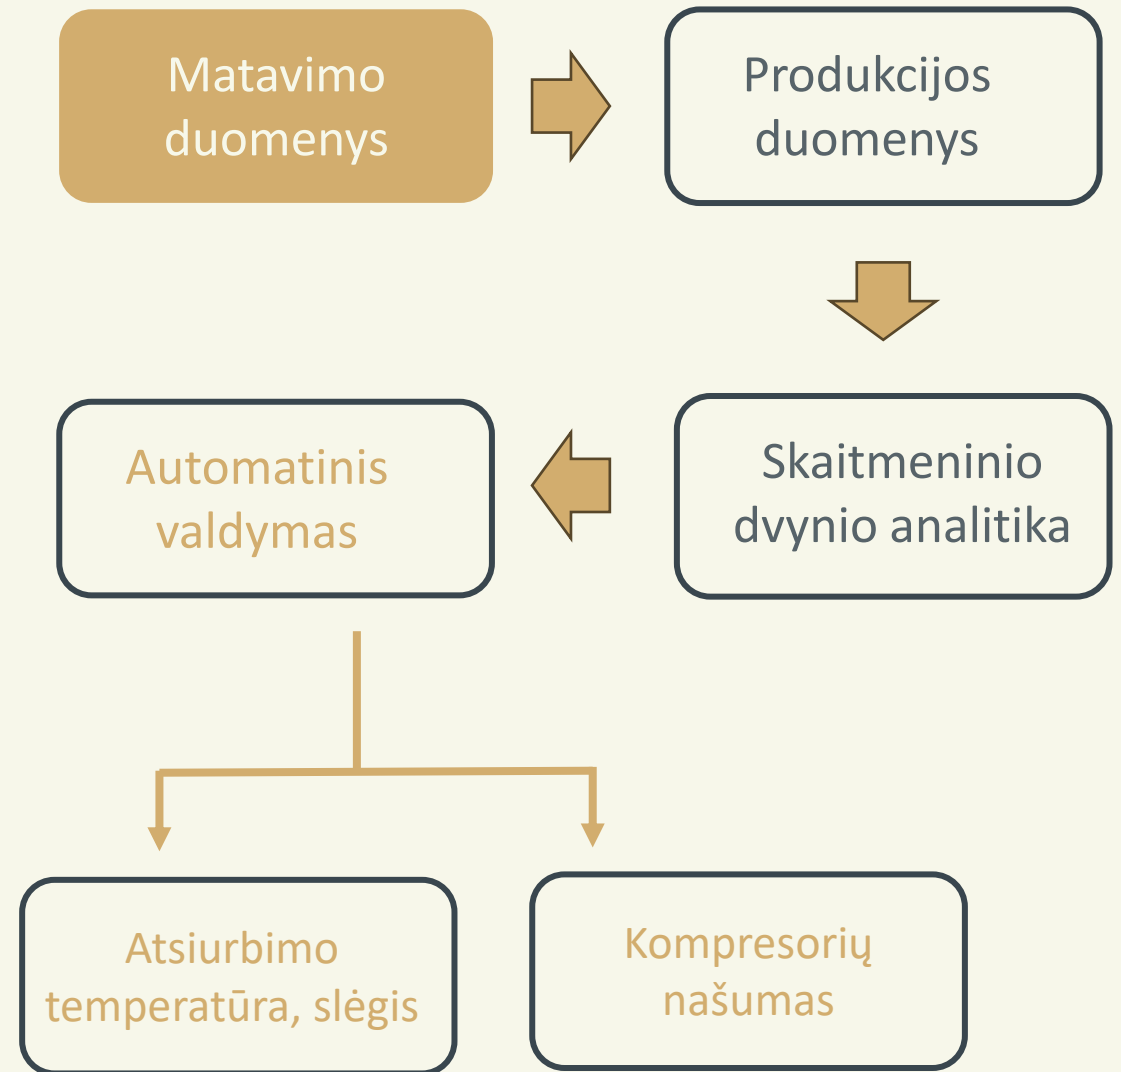 Matavimo
duomenys
Produkcijos
duomenys
Skaitmeninio
dvynio analitika
Automatinis
valdymas
Atsiurbimo
temperatūra, slėgis
Kompresorių
našumas